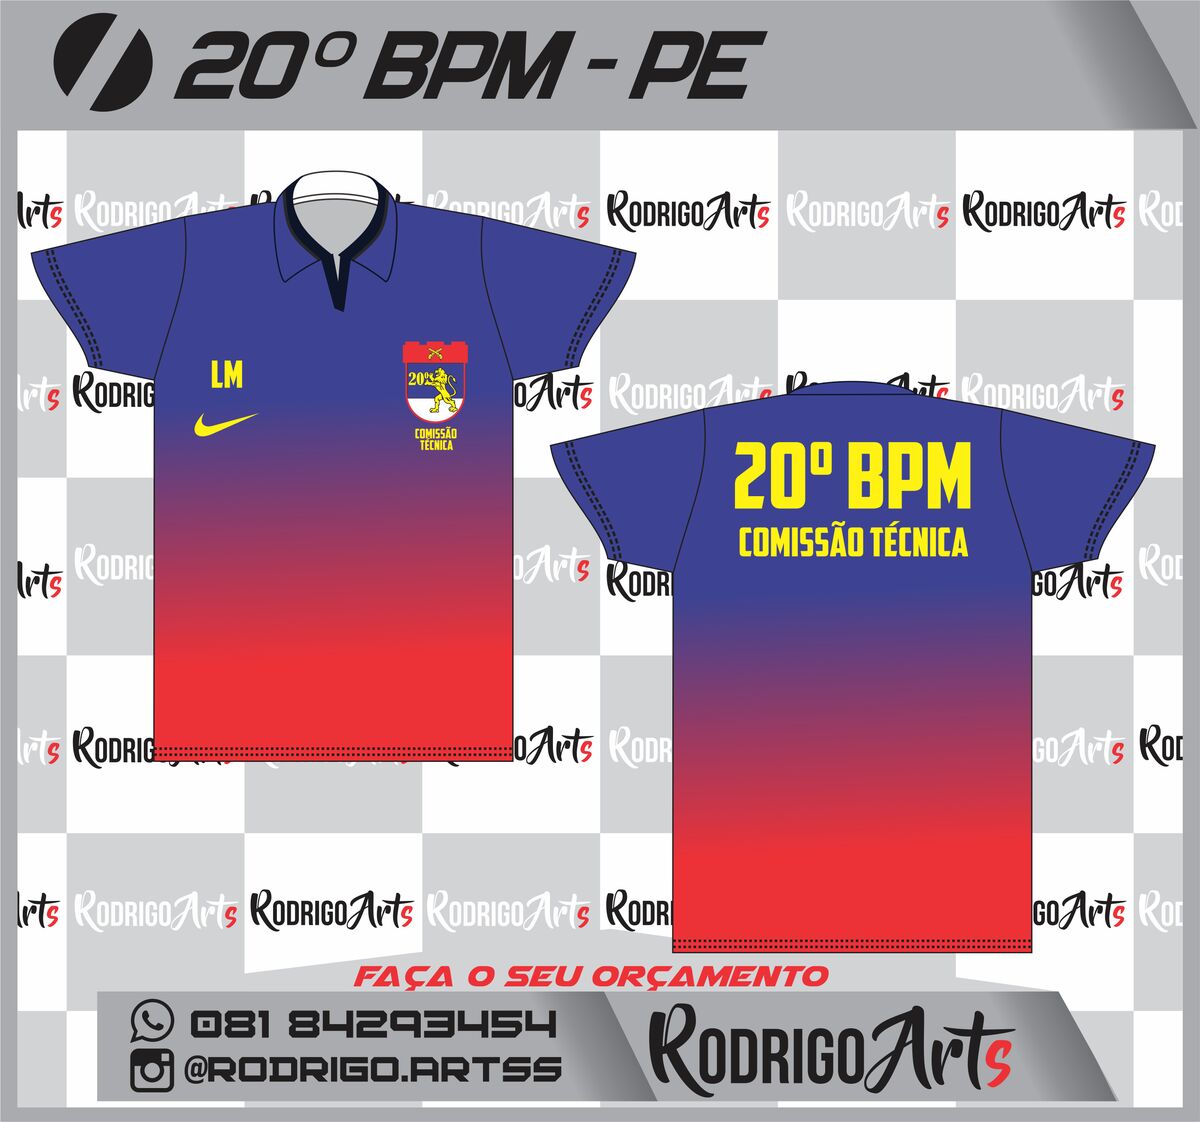 20º BPM - PE
RODRIGOArts
LM
20º
COMISSÃO
TÉCNICA
20º BPM
COMISSÃO TÉCNICA
FAÇA O SEU ORÇAMENTO
081 84293454
@RODRIGO.ARTSS
RODRIGOArts